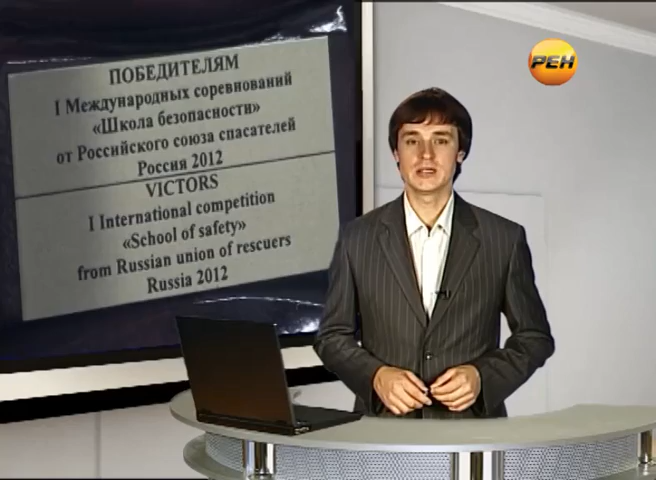 ПОБЕДИТЕЛЯМ
I Международных соревнований
«Школа безопасности»
от Российского союза спасателей
Россия 2012
VICTORS
I International competition
«School of safety»
from Russian union of rescuers
Russia 2012
РЕН